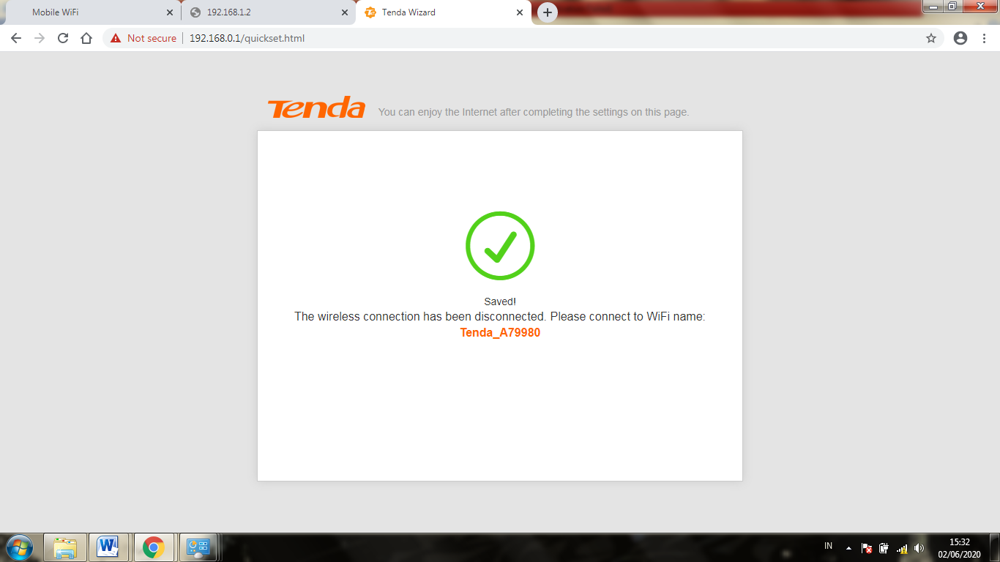 Mobile WiFi
192.168.1.2
Tenda Wizard
Not secure
192.168.0.1/quickset.html
Tenda
You can enjoy the Internet after completing the settings on this page.
Saved!
The wireless connection has been disconnected. Please connect to WiFi name:
Tenda_A79980
IN
15:32
02/06/2020